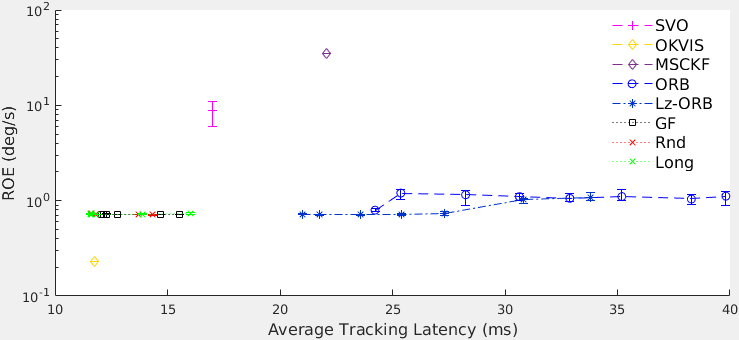 10^2
10^1
10^0
10^-1
ROE (deg/s)
10 15 20 25 30 35 40
Average Tracking Latency (ms)
SVO
OKVIS
MSCKF
ORB
Lz-ORB
GF
Rnd
Long